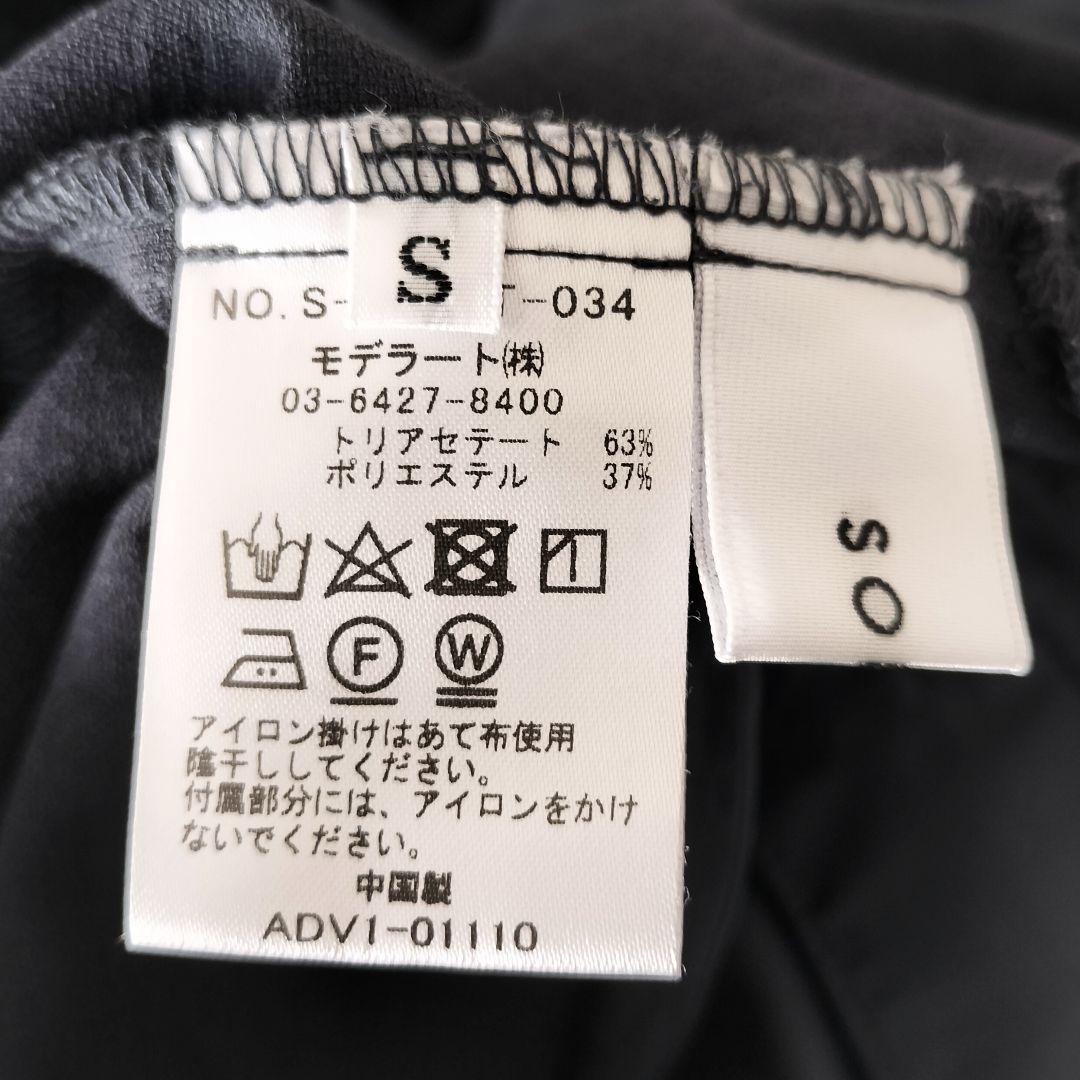 S
NO. S- T-034
モデラート(株)
03-6427-8400
トリアセテート 63%
ポリエステル 37%
F
W
アイロン掛けはあて布使用
陰干ししてください。
付属部分には、アイロンをかけ
ないでください。
中国製
ADV1-01110
SO